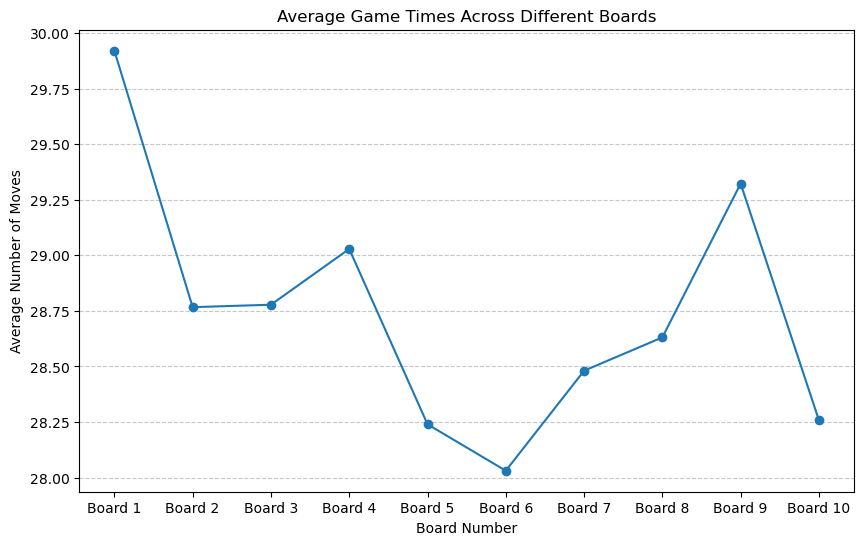 Average Game Times Across Different Boards
Average Number of Moves
30.00
29.75
29.50
29.25
29.00
28.75
28.50
28.25
28.00
Board 1 Board 2 Board 3 Board 4 Board 5 Board 6 Board 7 Board 8 Board 9 Board 10
Board Number